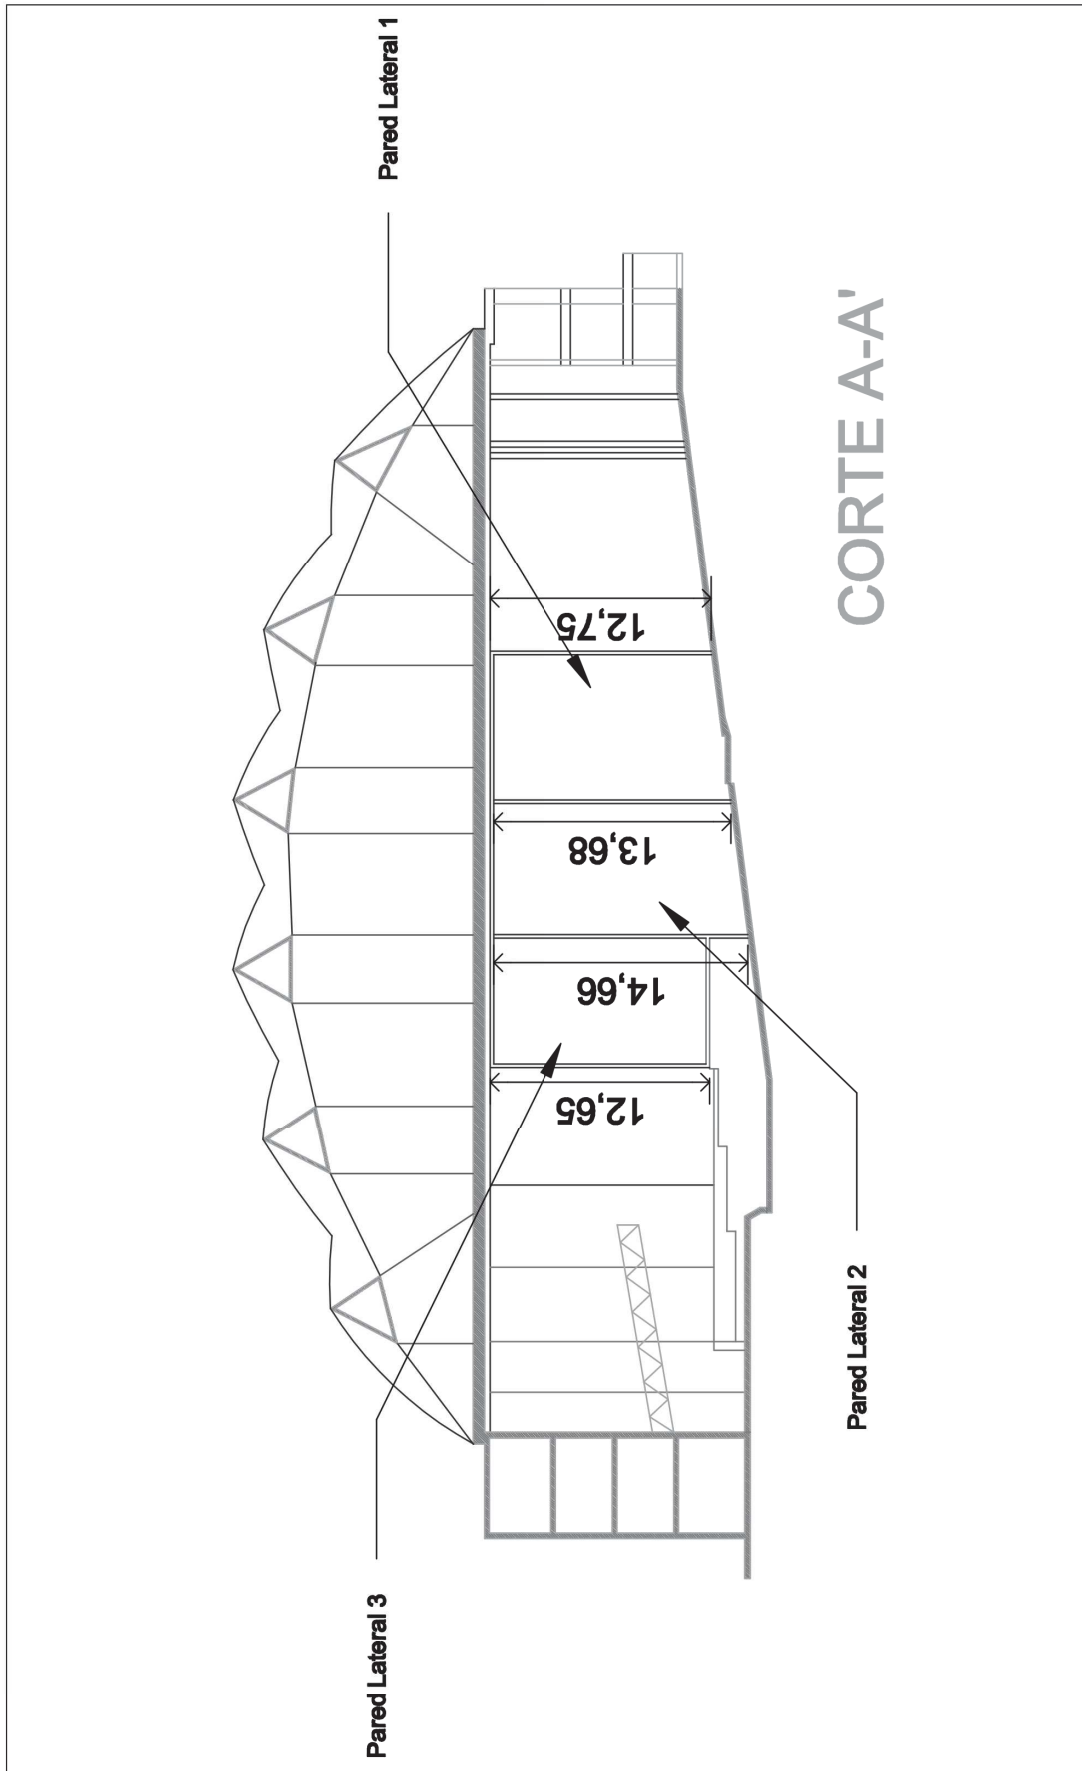 Pared Lateral 1
12,75
13,68
14,66
12,65
Pared Lateral 3
Pared Lateral 2
CORTE A-A'